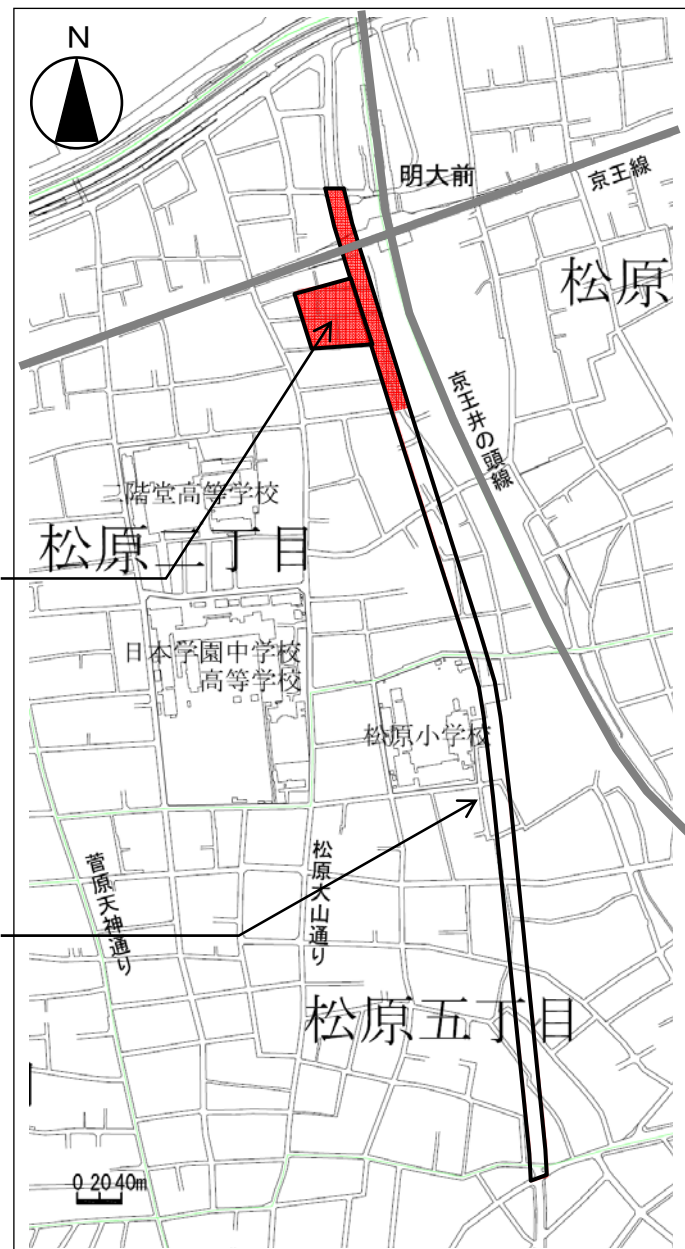 N
明大前
京王線
松原
京王井の頭線
二階堂高等学校
松原二丁目
日本学園中学校
高等学校
松原小学校
菅原天神通り
松原大山通り
松原五丁目
0 20 40m